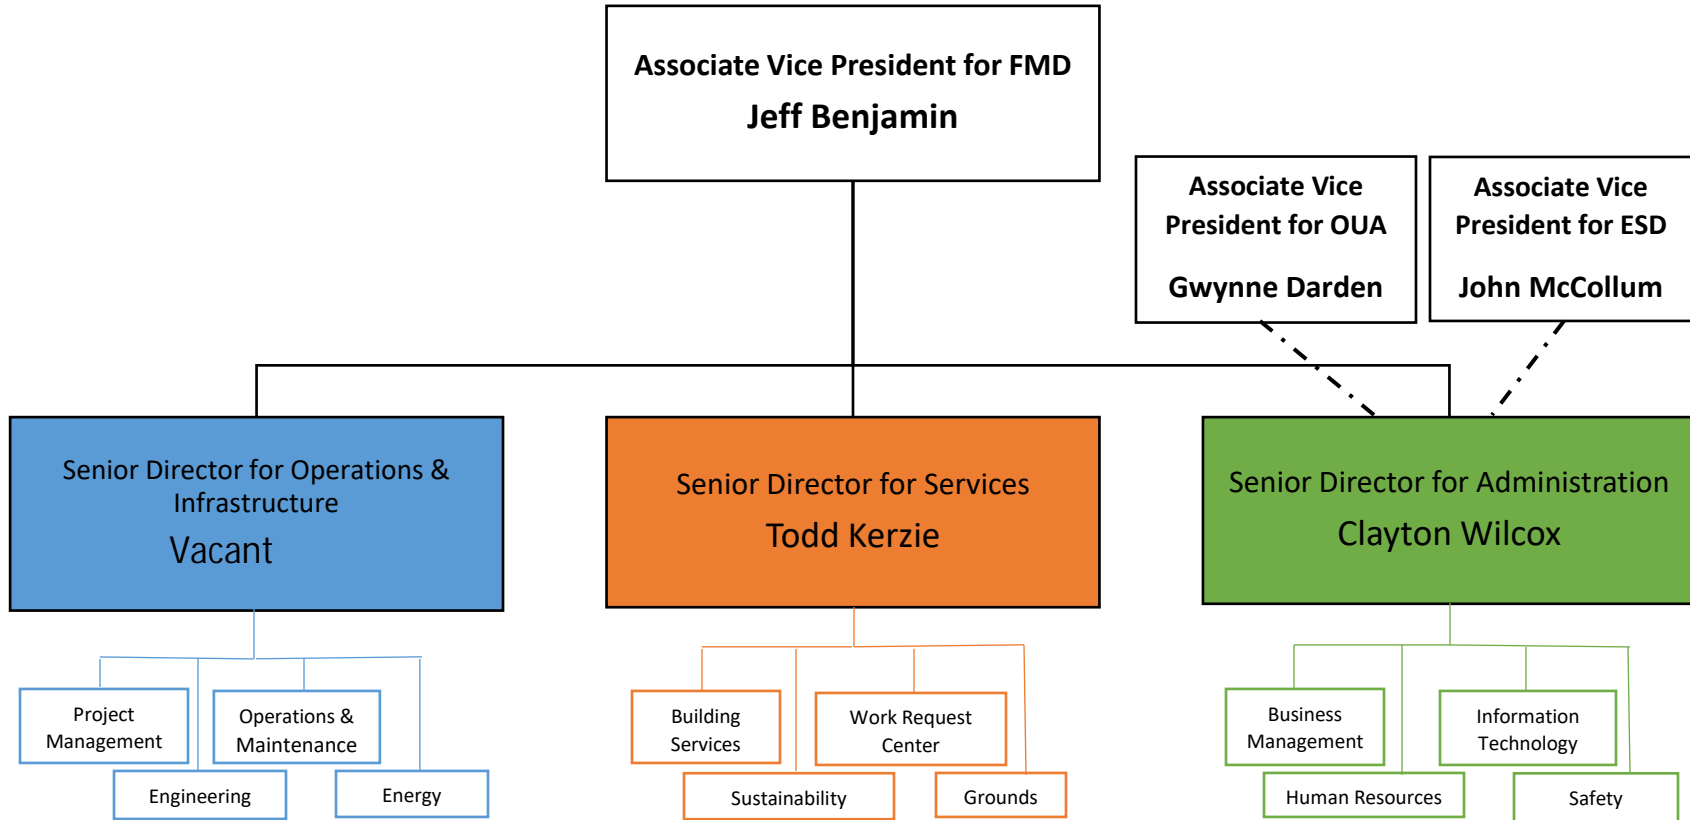 Associate Vice President for FMD
Jeff Benjamin
Associate Vice
President for OUA
Gwynne Darden
Associate Vice
President for ESD
John McCollum
Senior Director for Operations &
Infrastructure
Vacant
Senior Director for Services
Todd Kerzie
Senior Director for Administration
Clayton Wilcox
Project
Management
Engineering
Operations &
Maintenance
Energy
Building
Services
Sustainability
Work Request
Center
Grounds
Business
Management
Human Resources
Information
Technology
Safety